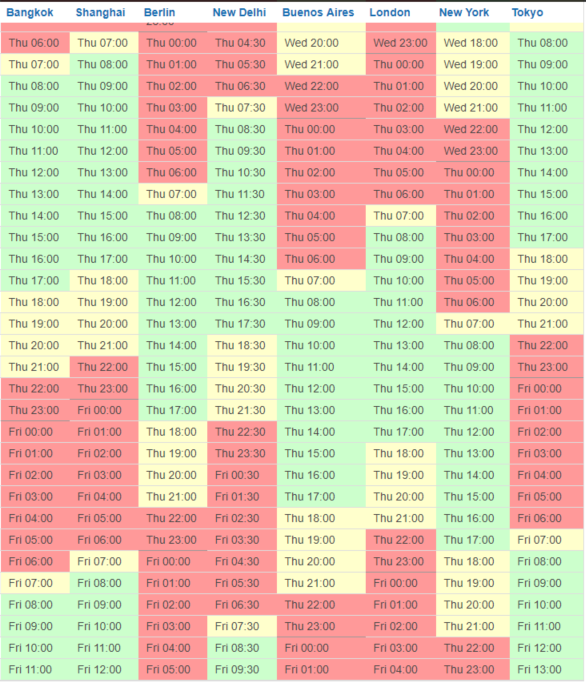 Bangkok Shanghai Berlin New Delhi Buenos Aires London New York Tokyo
Thu 06:00 Thu 07:00 Thu 00:00 Thu 04:30 Wed 20:00 Wed 23:00 Wed 18:00 Thu 08:00
Thu 07:00 Thu 08:00 Thu 01:00 Thu 05:30 Wed 21:00 Thu 00:00 Wed 19:00 Thu 09:00
Thu 08:00 Thu 09:00 Thu 02:00 Thu 06:30 Wed 22:00 Thu 01:00 Wed 20:00 Thu 10:00
Thu 09:00 Thu 10:00 Thu 03:00 Thu 07:30 Wed 23:00 Thu 02:00 Wed 21:00 Thu 11:00
Thu 10:00 Thu 11:00 Thu 04:00 Thu 08:30 Thu 00:00 Thu 03:00 Wed 22:00 Thu 12:00
Thu 11:00 Thu 12:00 Thu 05:00 Thu 09:30 Thu 01:00 Thu 04:00 Wed 23:00 Thu 13:00
Thu 12:00 Thu 13:00 Thu 06:00 Thu 10:30 Thu 02:00 Thu 05:00 Thu 00:00 Thu 14:00
Thu 13:00 Thu 14:00 Thu 07:00 Thu 11:30 Thu 03:00 Thu 06:00 Thu 01:00 Thu 15:00
Thu 14:00 Thu 15:00 Thu 08:00 Thu 12:30 Thu 04:00 Thu 07:00 Thu 02:00 Thu 16:00
Thu 15:00 Thu 16:00 Thu 09:00 Thu 13:30 Thu 05:00 Thu 08:00 Thu 03:00 Thu 17:00
Thu 16:00 Thu 17:00 Thu 10:00 Thu 14:30 Thu 06:00 Thu 09:00 Thu 04:00 Thu 18:00
Thu 17:00 Thu 18:00 Thu 11:00 Thu 15:30 Thu 07:00 Thu 10:00 Thu 05:00 Thu 19:00
Thu 18:00 Thu 19:00 Thu 12:00 Thu 16:30 Thu 08:00 Thu 11:00 Thu 06:00 Thu 20:00
Thu 19:00 Thu 20:00 Thu 13:00 Thu 17:30 Thu 09:00 Thu 12:00 Thu 07:00 Thu 21:00
Thu 20:00 Thu 21:00 Thu 14:00 Thu 18:30 Thu 10:00 Thu 13:00 Thu 08:00 Thu 22:00
Thu 21:00 Thu 22:00 Thu 15:00 Thu 19:30 Thu 11:00 Thu 14:00 Thu 09:00 Thu 23:00
Thu 22:00 Thu 23:00 Thu 16:00 Thu 20:30 Thu 12:00 Thu 15:00 Thu 10:00 Fri 00:00
Thu 23:00 Fri 00:00 Thu 17:00 Thu 21:30 Thu 13:00 Thu 16:00 Thu 11:00 Fri 01:00
Fri 00:00 Fri 01:00 Thu 18:00 Thu 22:30 Thu 14:00 Thu 17:00 Thu 12:00 Fri 02:00
Fri 01:00 Fri 02:00 Thu 19:00 Thu 23:30 Thu 15:00 Thu 18:00 Thu 13:00 Fri 03:00
Fri 02:00 Fri 03:00 Thu 20:00 Fri 00:30 Thu 16:00 Thu 19:00 Thu 14:00 Fri 04:00
Fri 03:00 Fri 04:00 Thu 21:00 Fri 01:30 Thu 17:00 Thu 20:00 Thu 15:00 Fri 05:00
Fri 04:00 Fri 05:00 Thu 22:00 Fri 02:30 Thu 18:00 Thu 21:00 Thu 16:00 Fri 06:00
Fri 05:00 Fri 06:00 Thu 23:00 Fri 03:30 Thu 19:00 Thu 22:00 Thu 17:00 Fri 07:00
Fri 06:00 Fri 07:00 Fri 00:00 Fri 04:30 Thu 20:00 Thu 23:00 Thu 18:00 Fri 08:00
Fri 07:00 Fri 08:00 Fri 01:00 Fri 05:30 Thu 21:00 Fri 00:00 Thu 19:00 Fri 09:00
Fri 08:00 Fri 09:00 Fri 02:00 Fri 06:30 Thu 22:00 Fri 01:00 Thu 20:00 Fri 10:00
Fri 09:00 Fri 10:00 Fri 03:00 Fri 07:30 Thu 23:00 Fri 02:00 Thu 21:00 Fri 11:00
Fri 10:00 Fri 11:00 Fri 04:00 Fri 08:30 Fri 00:00 Fri 03:00 Thu 22:00 Fri 12:00
Fri 11:00 Fri 12:00 Fri 05:00 Fri 09:30 Fri 01:00 Fri 04:00 Thu 23:00 Fri 13:00